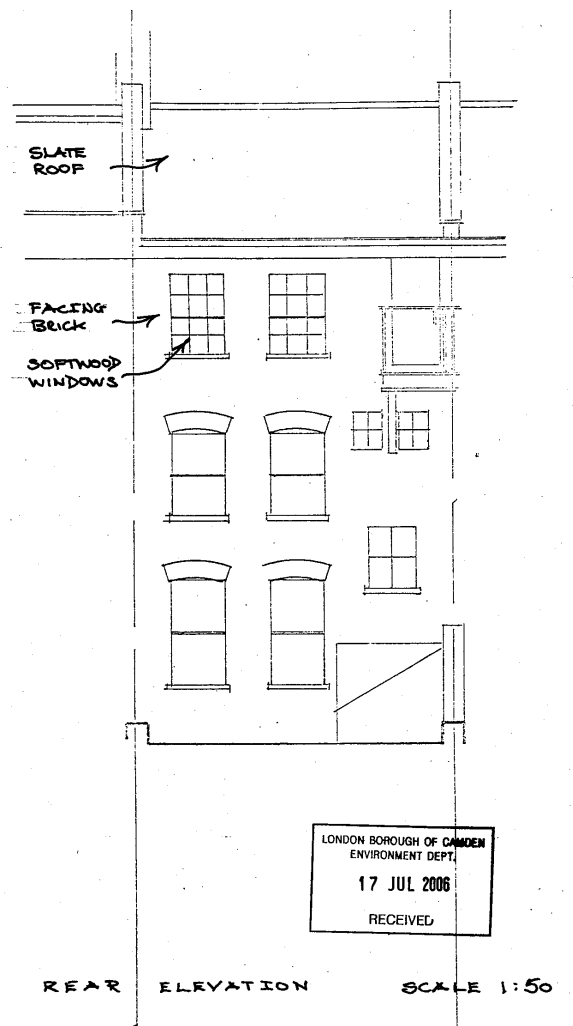 SLATE
ROOF
FACING
BRICK
SOFTWOOD
WINDOWS
LONDON BOROUGH OF CAMDEN
ENVIRONMENT DEPT.
17 JUL 2006
RECEIVED
REAR ELEVATION SCALE 1:50